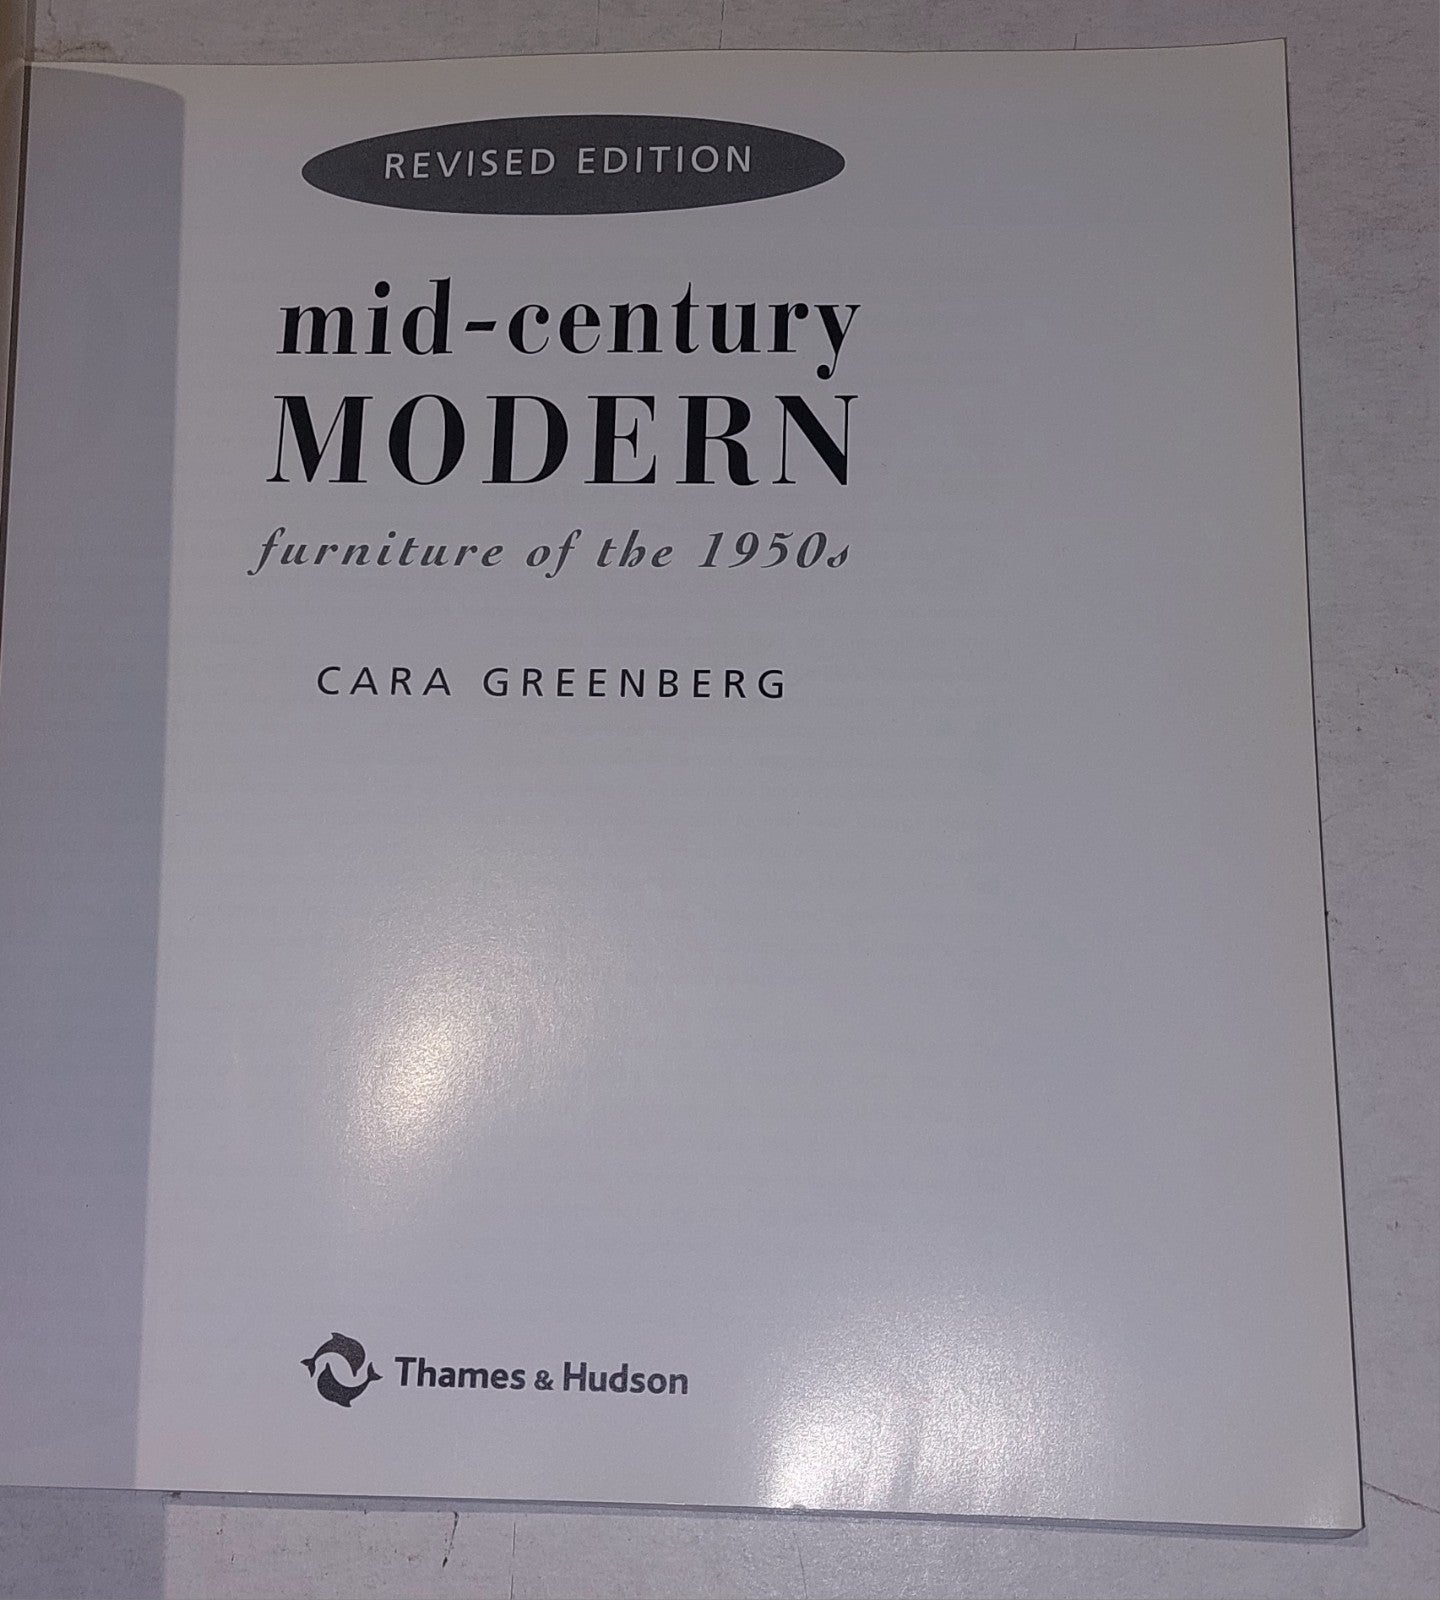 REVISED EDITION
mid-century
MODERN
furniture of the 1950s
CARA GREENBERG
Thames & Hudson